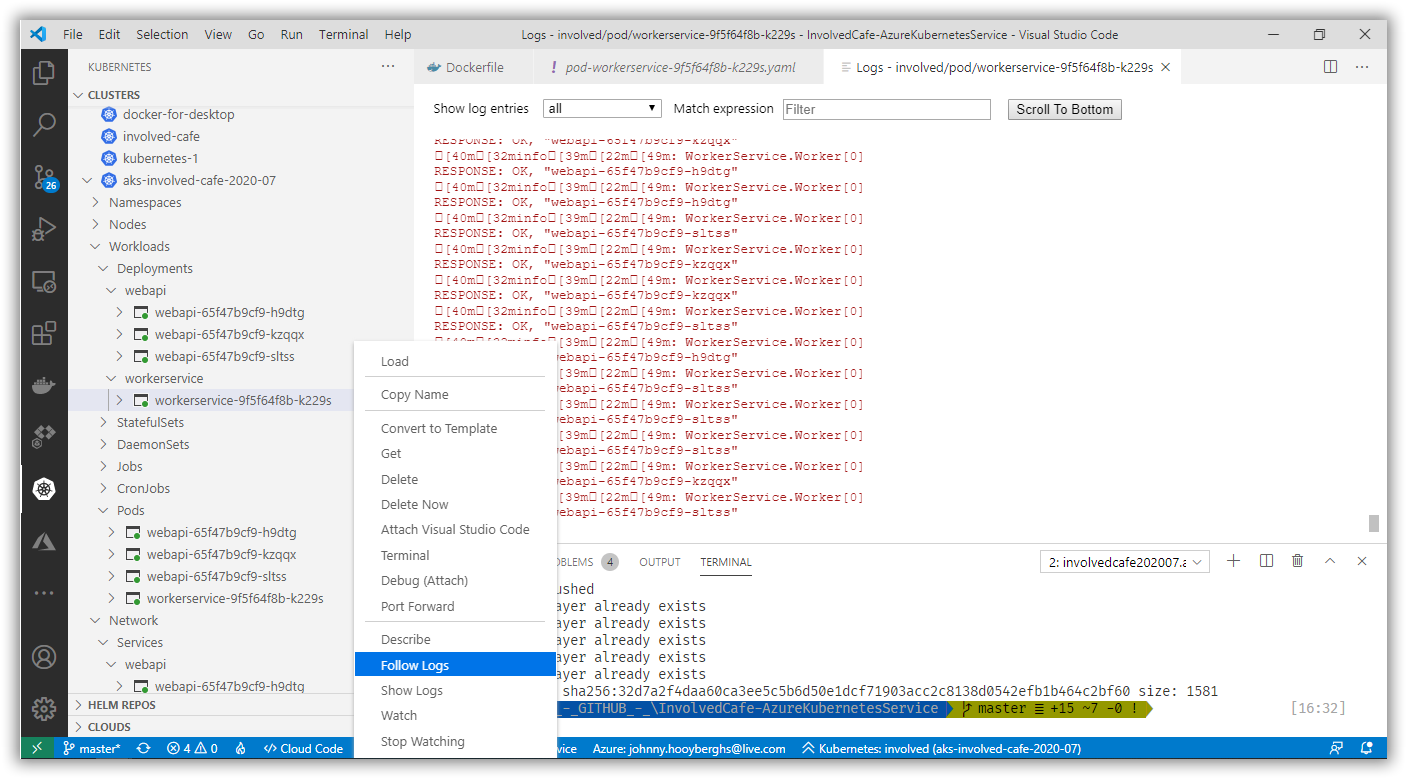 File Edit Selection View Go Run Terminal Help
Logs - involved/pod/workerservice-9f5f64f8b-k229s - InvolvedCafe-AzureKubernetesService - Visual Studio Code
KUBERNETES
CLUSTERS
docker-for-desktop
involved-cafe
kubernetes-1
aks-involved-cafe-2020-07
Namespaces
Nodes
Workloads
Deployments
webapi
webapi-65f47b9cf9-h9dtg
webapi-65f47b9cf9-kzqqx
webapi-65f47b9cf9-sltss
workerservice
workerservice-9f5f64f8b-k229s
StatefulSets
DaemonSets
Jobs
CronJobs
Pods
webapi-65f47b9cf9-h9dtg
webapi-65f47b9cf9-kzqqx
webapi-65f47b9cf9-sltss
workerservice-9f5f64f8b-k229s
Network
Services
webapi
webapi-65f47b9cf9-h9dtg
HELM REPOS
CLOUDS
26
Load
Copy Name
Convert to Template
Get
Delete
Delete Now
Attach Visual Studio Code
Terminal
Debug (Attach)
Port Forward
Describe
Follow Logs
Show Logs
Watch
Stop Watching
Dockerfile ! pod-workerservice-9f5f64f8b-k229s.yaml Logs - involved/pod/workerservice-9f5f64f8b-k229s
Show log entries all Match expression Filter Scroll To Bottom
RESPONSE: OK, "webapi-65f47b9cf9-kzqqx"
▯[40m▯[32minfo▯[39m▯[22m▯[49m: WorkerService.Worker[0]
RESPONSE: OK, "webapi-65f47b9cf9-h9dtg"
▯[40m▯[32minfo▯[39m▯[22m▯[49m: WorkerService.Worker[0]
RESPONSE: OK, "webapi-65f47b9cf9-h9dtg"
▯[40m▯[32minfo▯[39m▯[22m▯[49m: WorkerService.Worker[0]
RESPONSE: OK, "webapi-65f47b9cf9-sltss"
▯[40m▯[32minfo▯[39m▯[22m▯[49m: WorkerService.Worker[0]
RESPONSE: OK, "webapi-65f47b9cf9-kzqqx"
▯[40m▯[32minfo▯[39m▯[22m▯[49m: WorkerService.Worker[0]
RESPONSE: OK, "webapi-65f47b9cf9-kzqqx"
▯[40m▯[32minfo▯[39m▯[22m▯[49m: WorkerService.Worker[0]
RESPONSE: OK, "webapi-65f47b9cf9-sltss"
[39m▯[22m▯[49m: WorkerService.Worker[0]
webapi-65f47b9cf9-h9dtg"
[39m▯[22m▯[49m: WorkerService.Worker[0]
webapi-65f47b9cf9-sltss"
[39m▯[22m▯[49m: WorkerService.Worker[0]
webapi-65f47b9cf9-sltss"
[39m▯[22m▯[49m: WorkerService.Worker[0]
webapi-65f47b9cf9-sltss"
[39m▯[22m▯[49m: WorkerService.Worker[0]
webapi-65f47b9cf9-kzqqx"
[39m▯[22m▯[49m: WorkerService.Worker[0]
webapi-65f47b9cf9-sltss"
OBLEMS 4 OUTPUT TERMINAL 2: involvedcafe202007.a
ushed
ayer already exists
ayer already exists
ayer already exists
ayer already exists
ayer already exists
sha256:32d7a2f4daa60ca3ee5c5b6d50e1dcf71903acc2c8138d0542efb1b464c2bf60 size: 1581
_-_GITHUB_-_\InvolvedCafe-AzureKubernetesService master ≡ +15 ~7 -0 ! [16:32]
master* 4 0 Cloud Code ice Azure: johnny.hooyberghs@live.com Kubernetes: involved (aks-involved-cafe-2020-07)